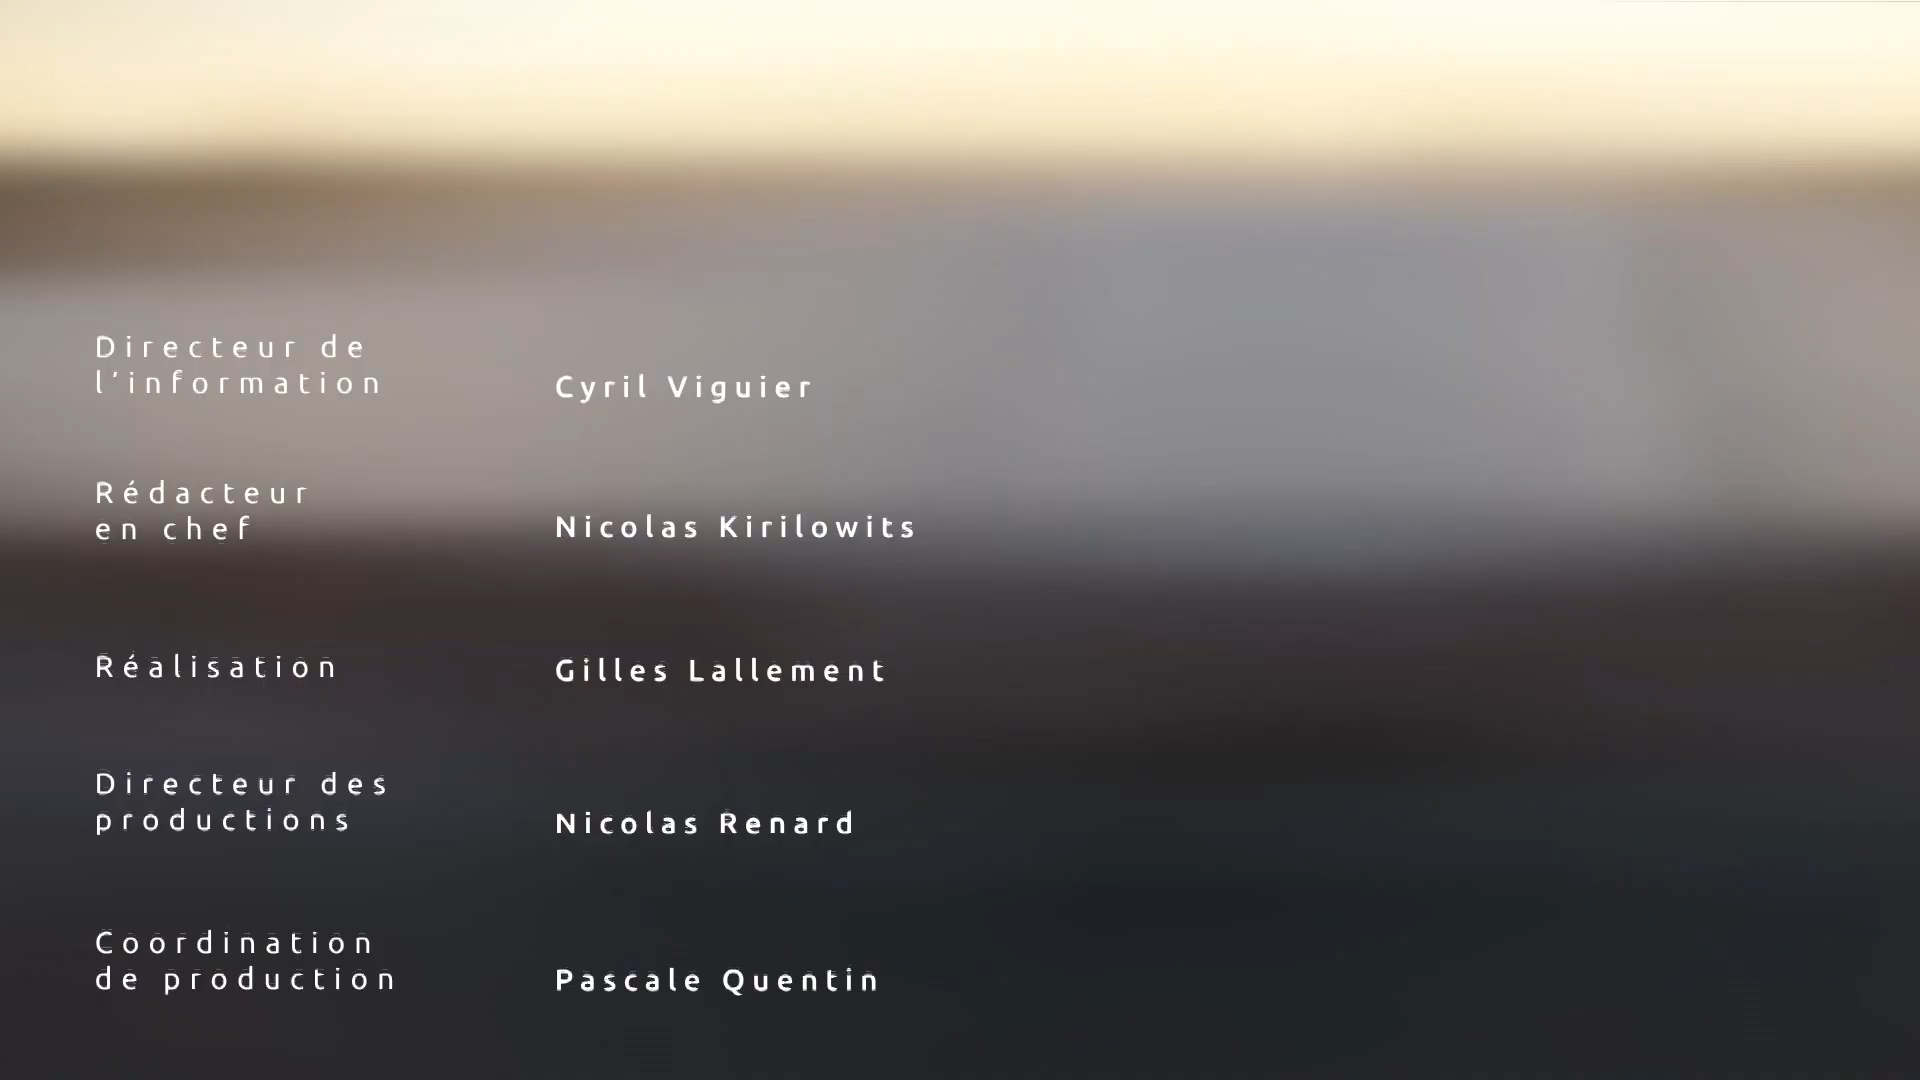 Directeur de
l'information
Cyril Viguier
Rédacteur
en chef
Nicolas Kirilowits
Réalisation
Gilles Lallement
Directeur des
productions
Nicolas Renard
Coordination
de production
Pascale Quentin